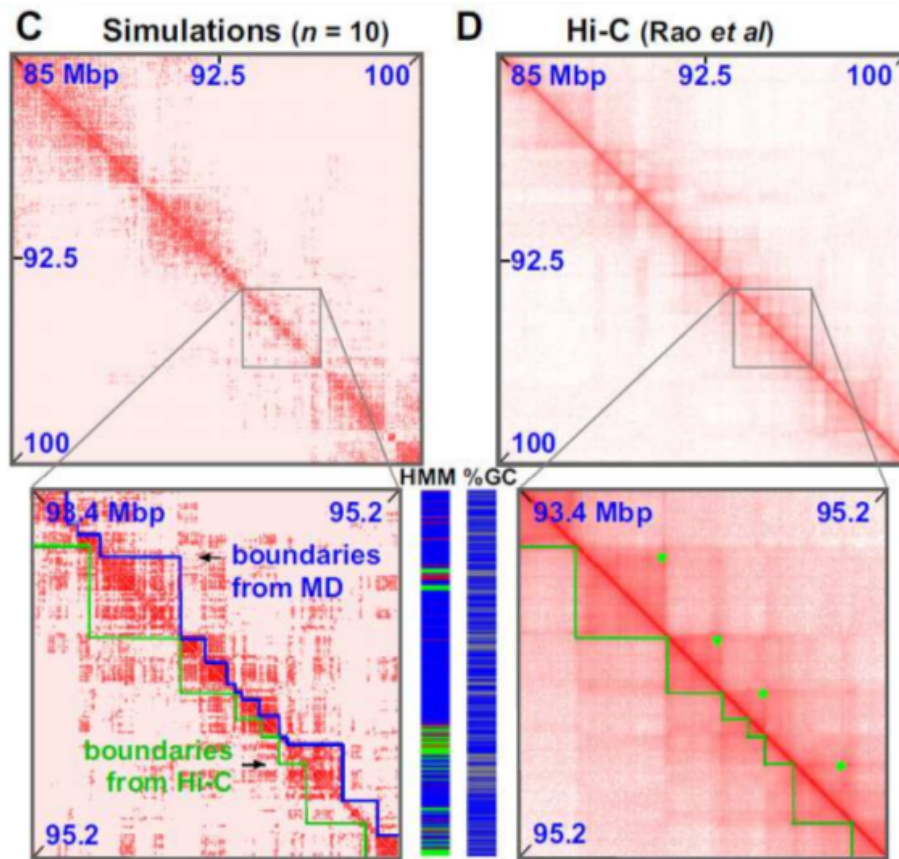 C Simulations (n = 10) D Hi-C (Rao et al)
85 Mbp 92.5 100 85 Mbp 92.5 100
92.5 92.5
100 100
HMM %GC
93.4 Mbp 95.2 93.4 Mbp 95.2
boundaries
from MD
boundaries
from Hi-C
95.2 95.2